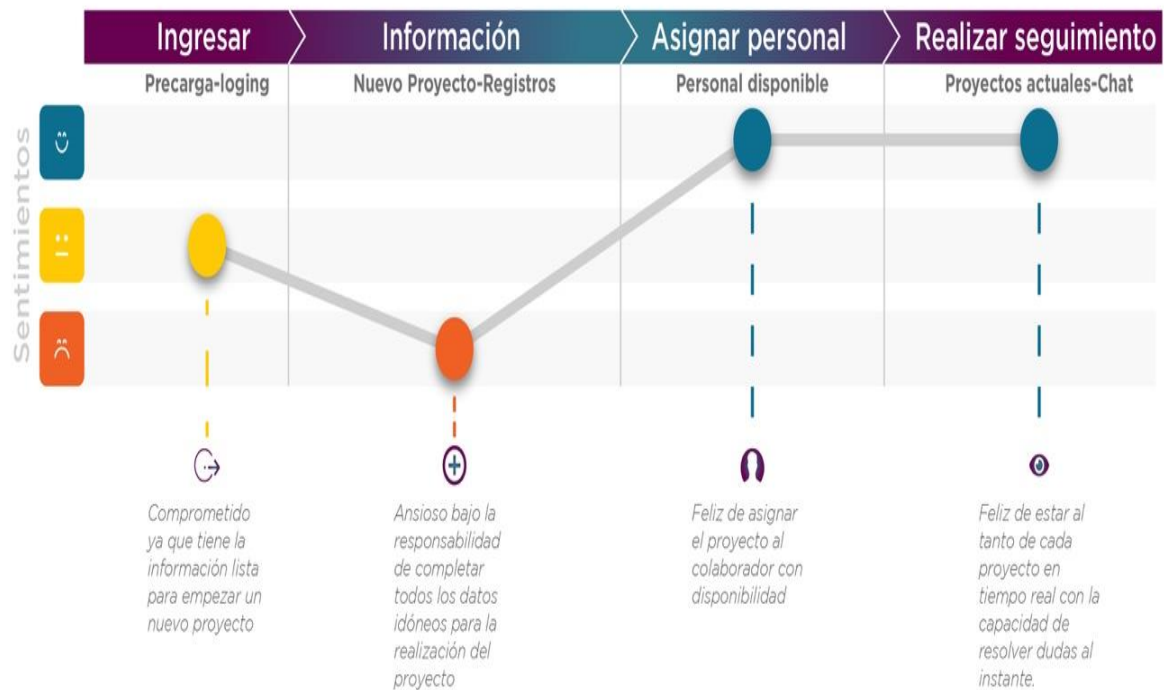 Ingresar
Información
Asignar personal
Realizar seguimiento
Precarga-loging
Nuevo Proyecto-Registros
Personal disponible
Proyectos actuales-Chat
Sentimientos
Comprometido
ya que tiene la
información lista
para empezar un
nuevo proyecto
Ansioso bajo la
responsabilidad
de completar
todos los datos
idóneos para la
realización del
proyecto
Feliz de asignar
el proyecto al
colaborador con
disponibilidad
Feliz de estar al
tanto de cada
proyecto en
tiempo real con la
capacidad de
resolver dudas al
instante.